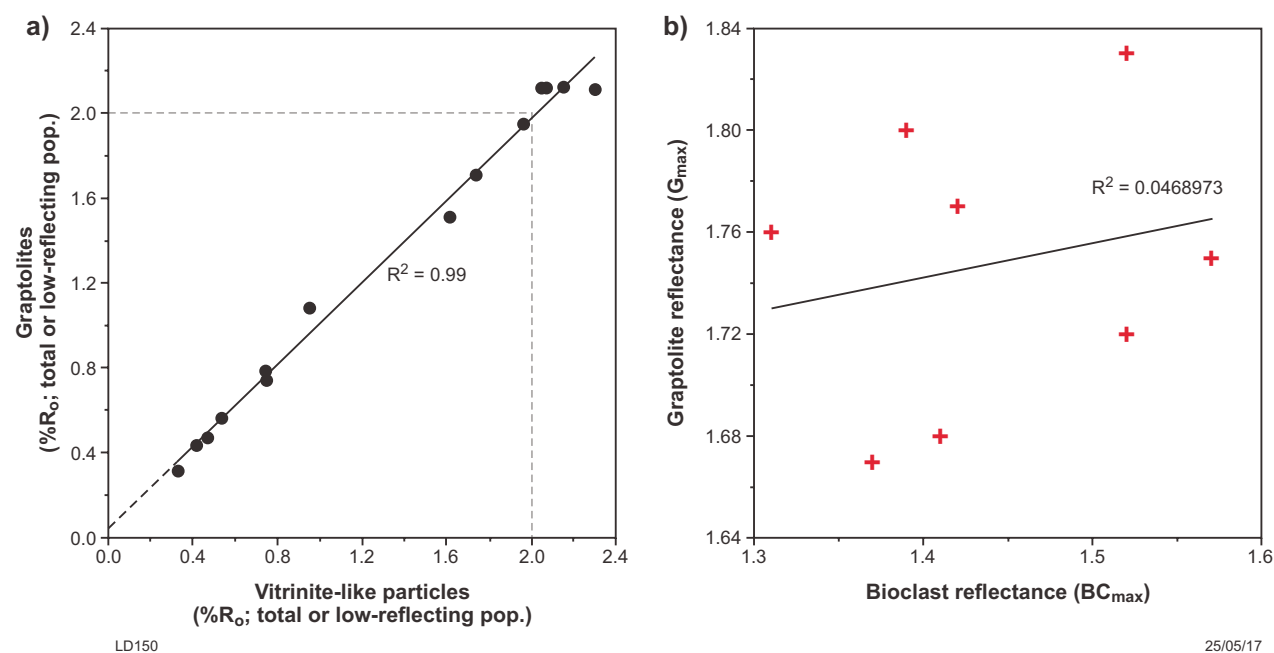 a)
2.4
2.0
1.6
1.2
0.8
0.4
0.0
Graptolites
(%Ro; total or low-reflecting pop.)
R2 = 0.99
0.0 0.4 0.8 1.2 1.6 2.0 2.4
Vitrinite-like particles
(%Ro; total or low-reflecting pop.)
b)
1.84
1.80
1.76
1.72
1.68
1.64
Graptolite reflectance (Gmax)
R2 = 0.0468973
1.3 1.4 1.5 1.6
Bioclast reflectance (BCmax)
LD150
25/05/17